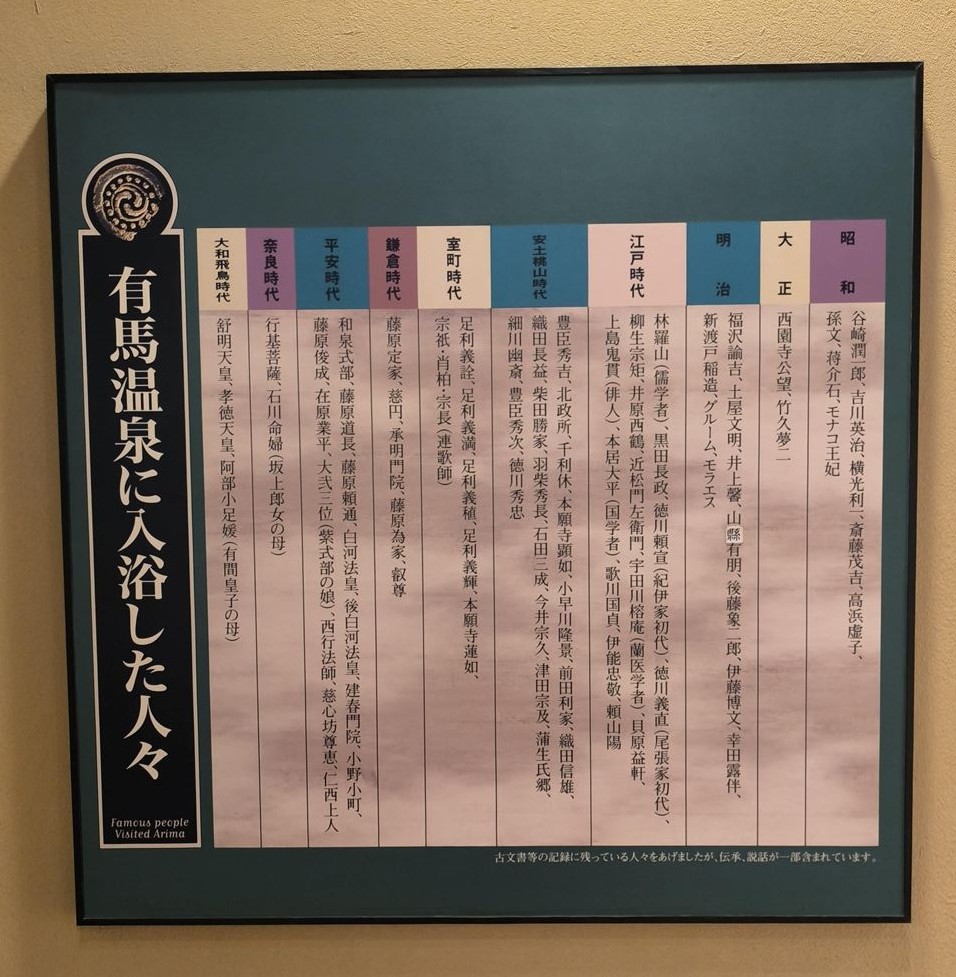 有馬温泉に入浴した人々
Famous people
Visited Arima
昭和
谷崎潤一郎、吉川英治、横光利一、斎藤茂吉、高浜虚子、
孫文、蒋介石、モナコ王妃
大正
西園寺公望、竹久夢二
明治
福沢諭吉、土屋文明、井上馨、山縣有朋、後藤象二郎、伊藤博文、幸田露伴、
新渡戸稲造、グルーム、モラエス
江戸時代
林羅山（儒学者）、黒田長政、徳川頼宣（紀伊家初代）、徳川義直（尾張家初代）、
柳生宗矩、井原西鶴、近松門左衛門、宇田川榕庵（蘭医学者）、貝原益軒、
上島鬼貫（俳人）、本居大平（国学者）、歌川国貞、伊能忠敬、頼山陽
安土桃山時代
豊臣秀吉、北政所、千利休、本願寺顕如、小早川隆景、前田利家、織田信雄、
織田長益、柴田勝家、羽柴秀長、石田三成、今井宗久、津田宗及、蒲生氏郷、
細川幽斎、豊臣秀次、徳川秀忠
室町時代
足利義詮、足利義満、足利義稙、足利義輝、本願寺蓮如、
宗祇・肖柏・宗長（連歌師）
鎌倉時代
藤原定家、慈円、承明門院、藤原為家、叡尊
平安時代
和泉式部、藤原道長、藤原頼通、白河法皇、後白河法皇、建春門院、小野小町、
藤原俊成、在原業平、大弐三位（紫式部の娘）、西行法師、慈心坊尊恵、仁西上人
奈良時代
行基菩薩、石川命婦（坂上郎女の母）
大和飛鳥時代
舒明天皇、孝徳天皇、阿部小足媛（有間皇子の母）
古文書等の記録に残っている人々をあげましたが、伝承、説話が一部含まれています。